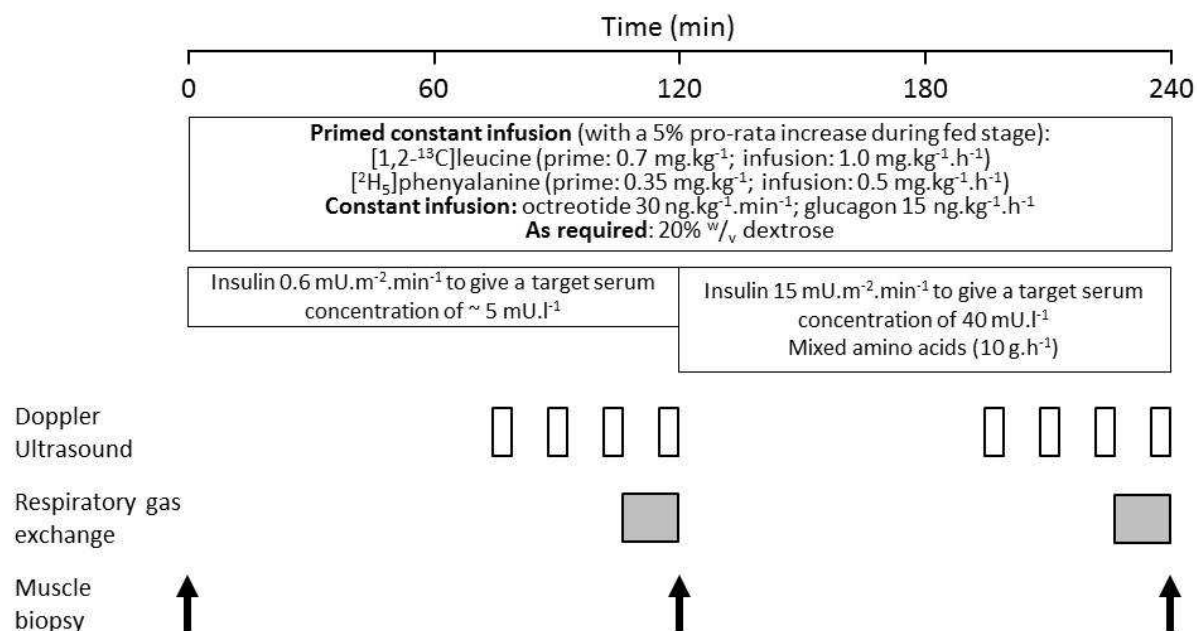 Time (min)
0 60 120 180 240
Primed constant infusion (with a 5% pro-rata increase during fed stage):
[1,2-¹³C]leucine (prime: 0.7 mg.kg⁻¹; infusion: 1.0 mg.kg⁻¹.h⁻¹)
[²H₅]phenyalanine (prime: 0.35 mg.kg⁻¹; infusion: 0.5 mg.kg⁻¹.h⁻¹)
Constant infusion: octreotide 30 ng.kg⁻¹.min⁻¹; glucagon 15 ng.kg⁻¹.h⁻¹
As required: 20% ʷ/ᵥ dextrose
Insulin 0.6 mU.m⁻².min⁻¹ to give a target serum
concentration of ~ 5 mU.l⁻¹
Insulin 15 mU.m⁻².min⁻¹ to give a target serum
concentration of 40 mU.l⁻¹
Mixed amino acids (10 g.h⁻¹)
Doppler
Ultrasound
Respiratory gas
exchange
Muscle
biopsy